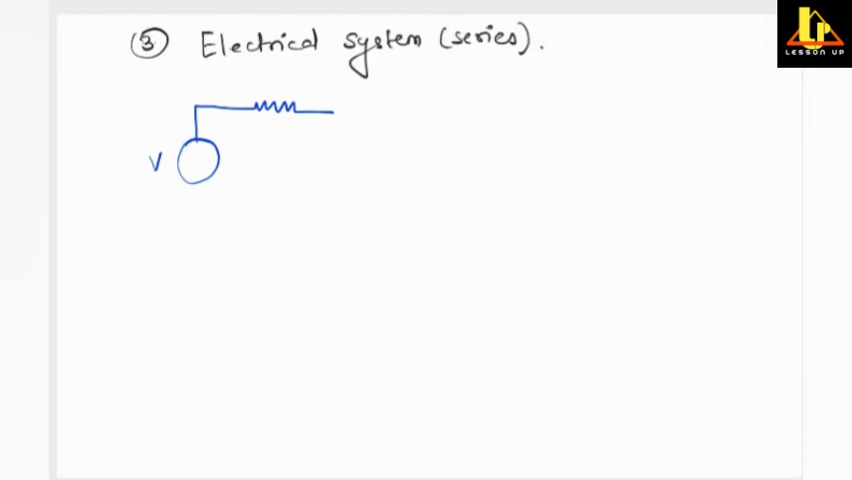 (3) Electrical system (series).
V
LESSON UP